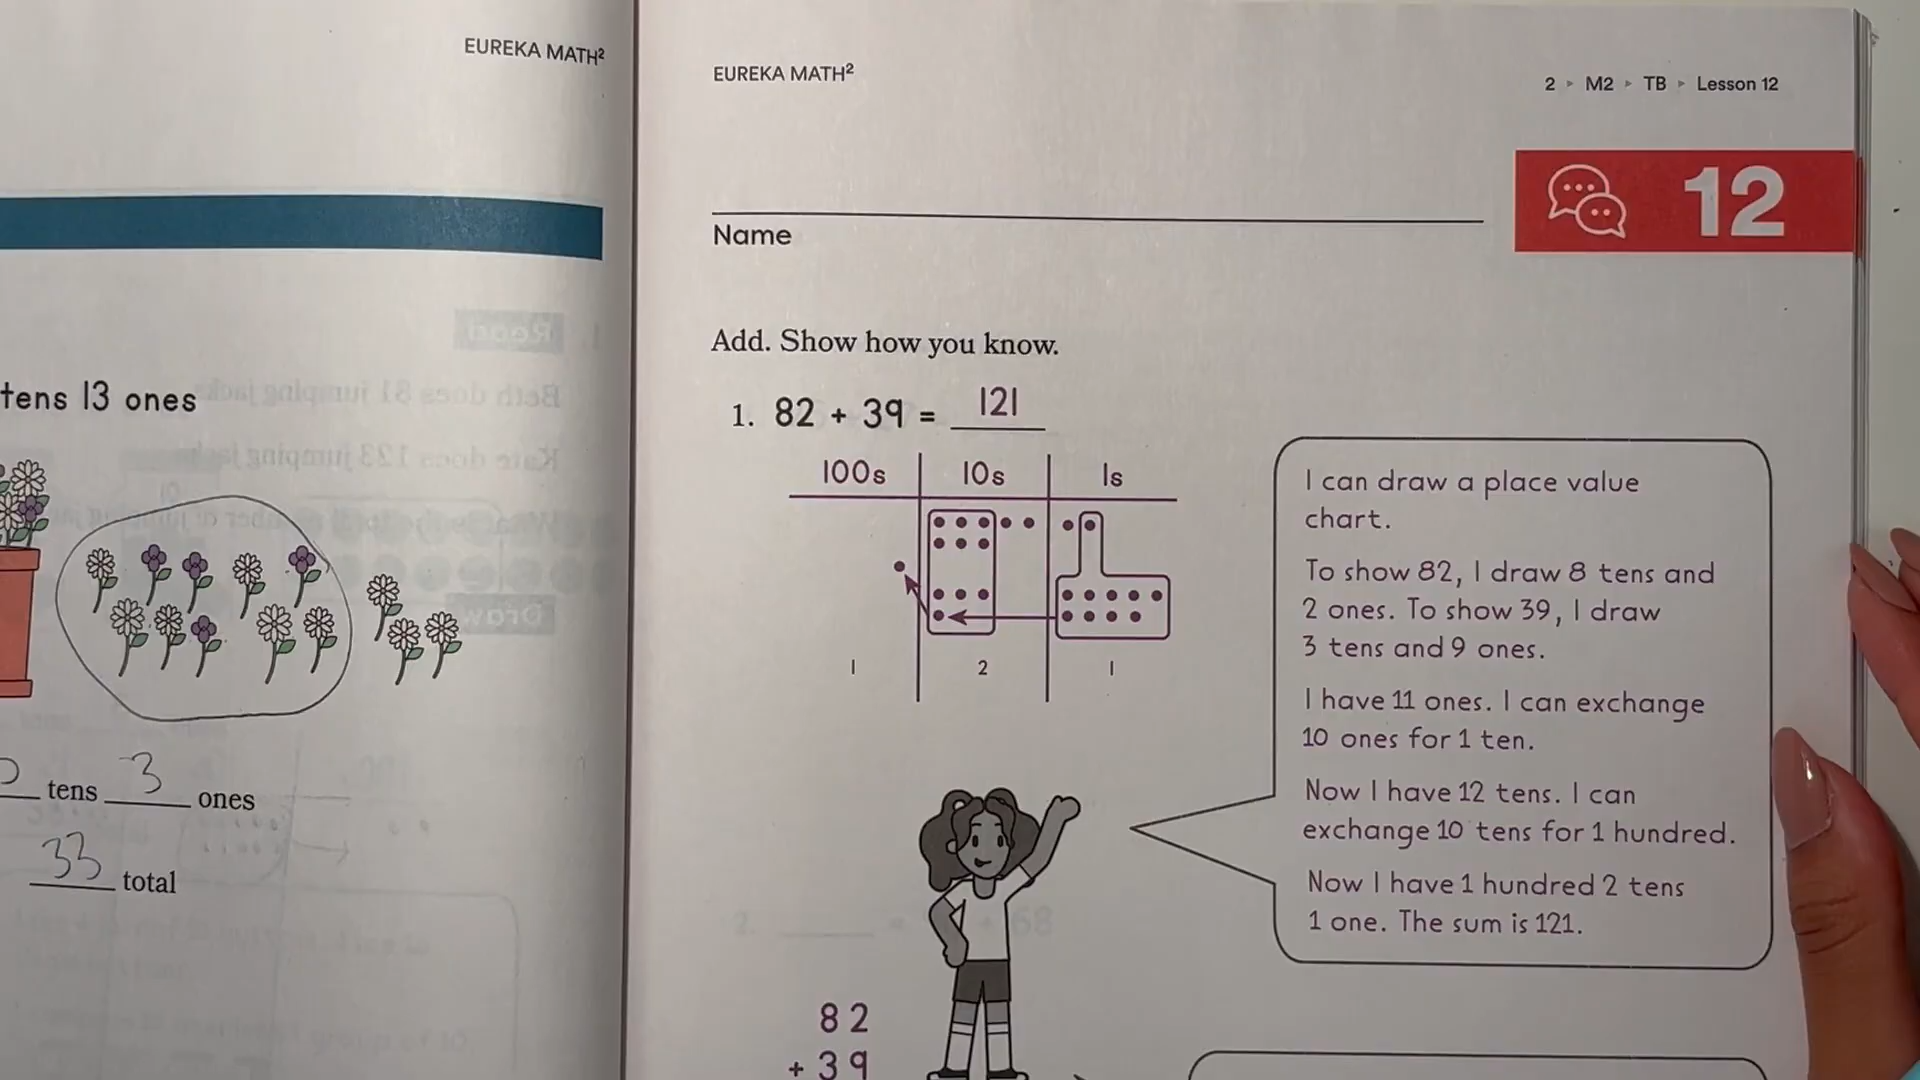 EUREKA MATH²
tens 13 ones
tens 3 ones
33 total
EUREKA MATH²
2 ▸ M2 ▸ TB ▸ Lesson 12
12
Name
Add. Show how you know.
1. 82 + 39 = 121
100s 10s 1s
1 2 1
I can draw a place value
chart.
To show 82, I draw 8 tens and
2 ones. To show 39, I draw
3 tens and 9 ones.
I have 11 ones. I can exchange
10 ones for 1 ten.
Now I have 12 tens. I can
exchange 10 tens for 1 hundred.
Now I have 1 hundred 2 tens
1 one. The sum is 121.
82
+ 39